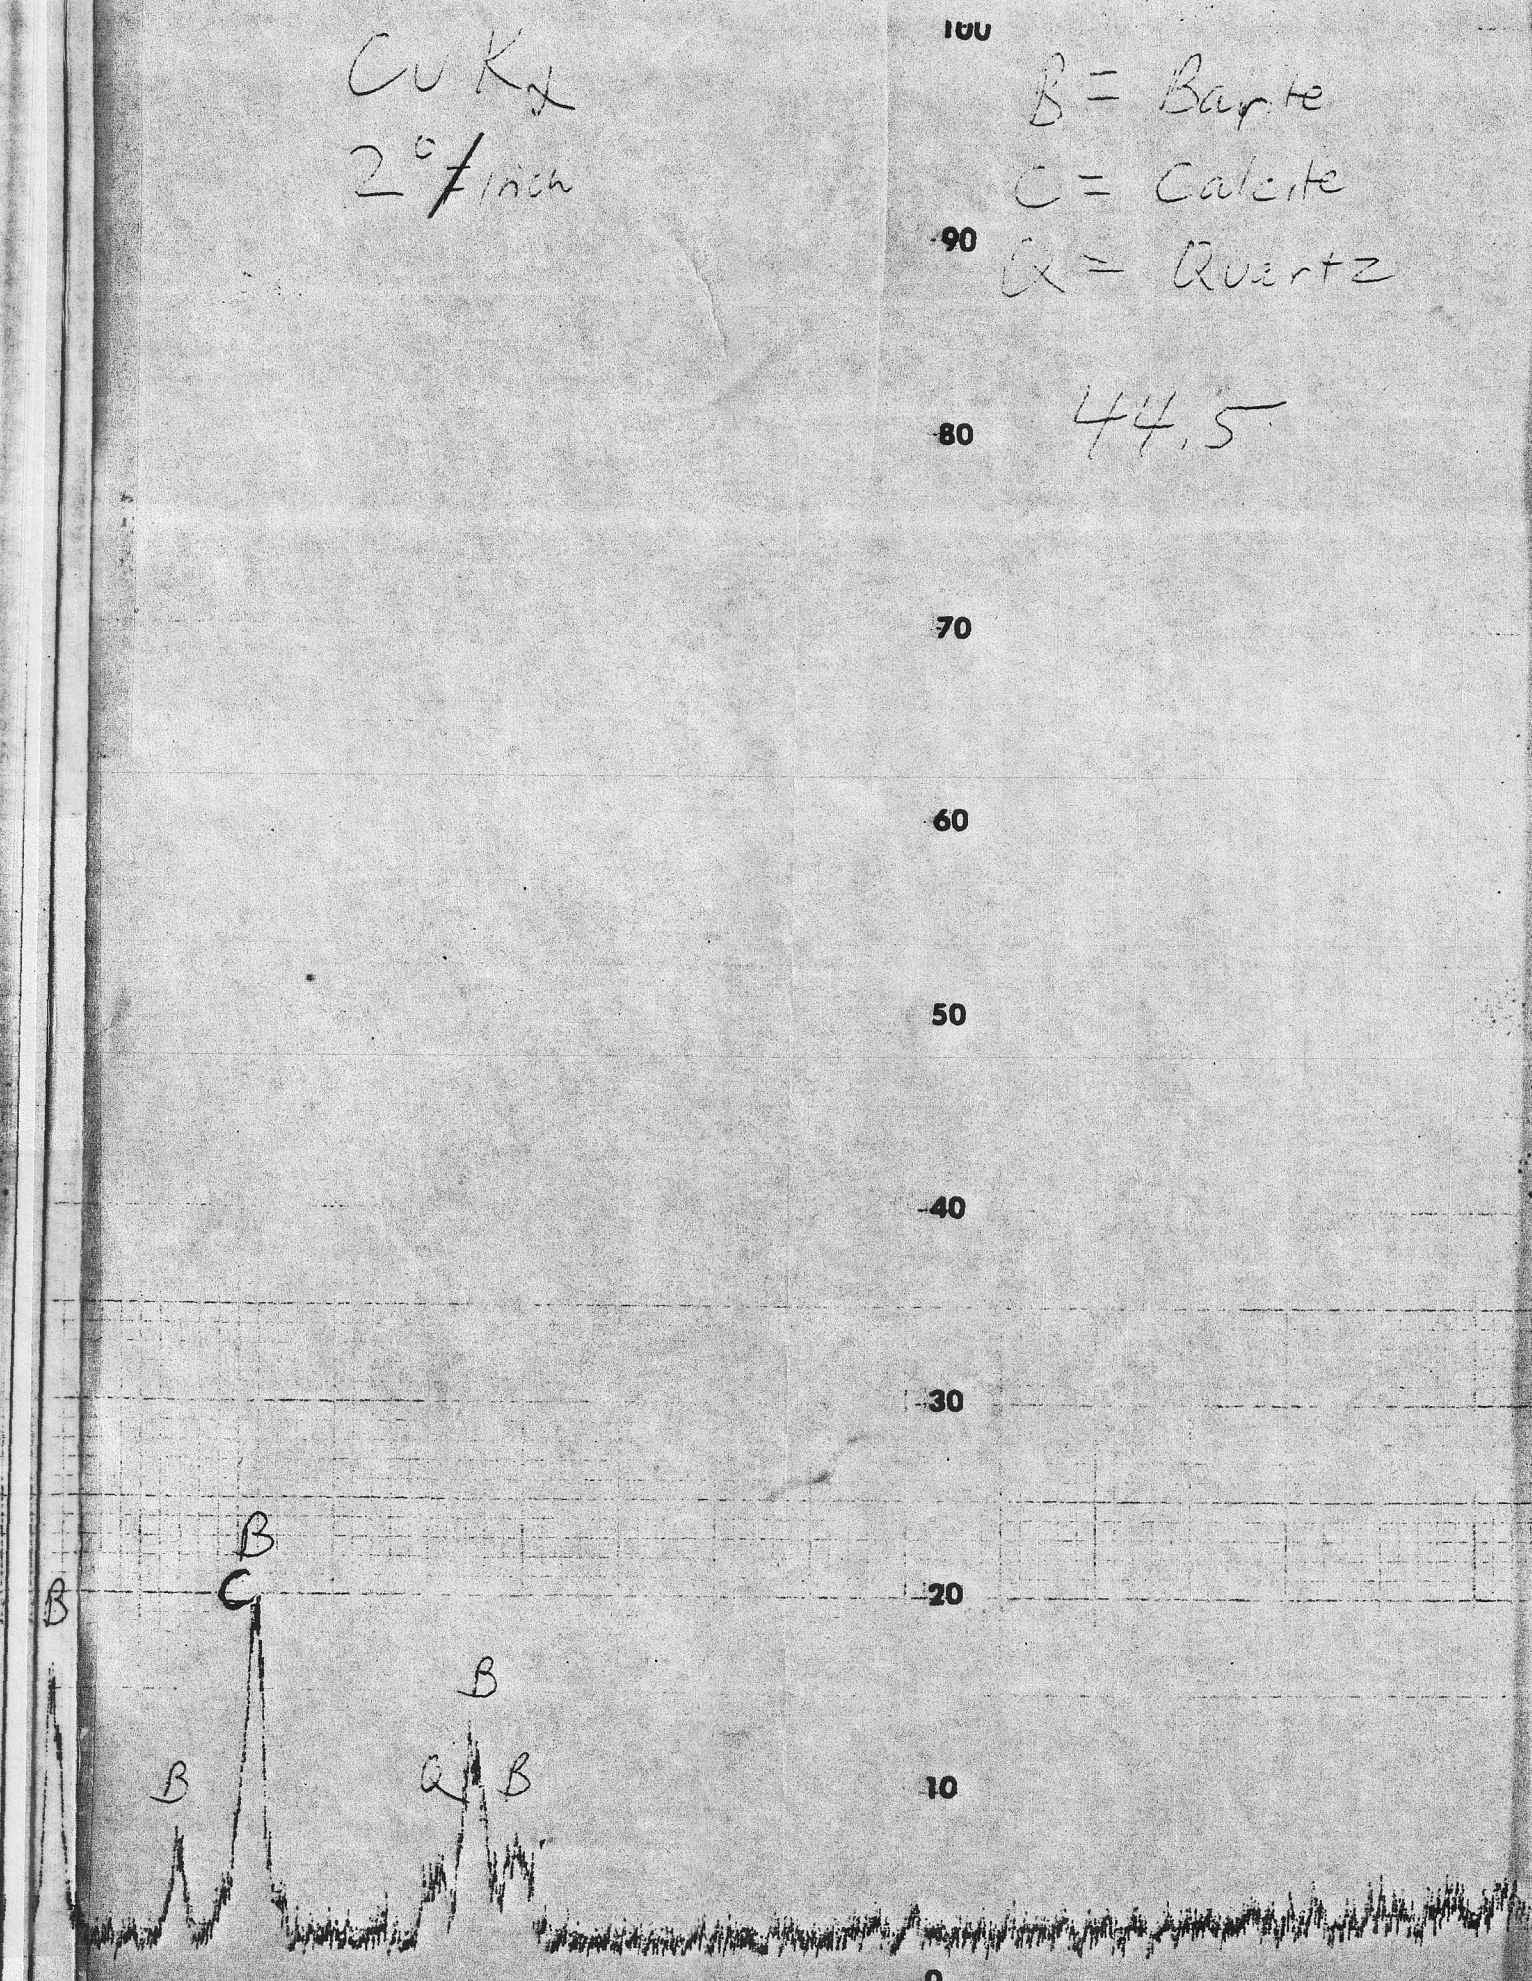 Cu Kα
2°/inch
B = Barite
C = Calcite
Q = Quartz
44.5
100
90
80
70
60
50
40
30
20
10
0
B
B
C
B
B
Q
B